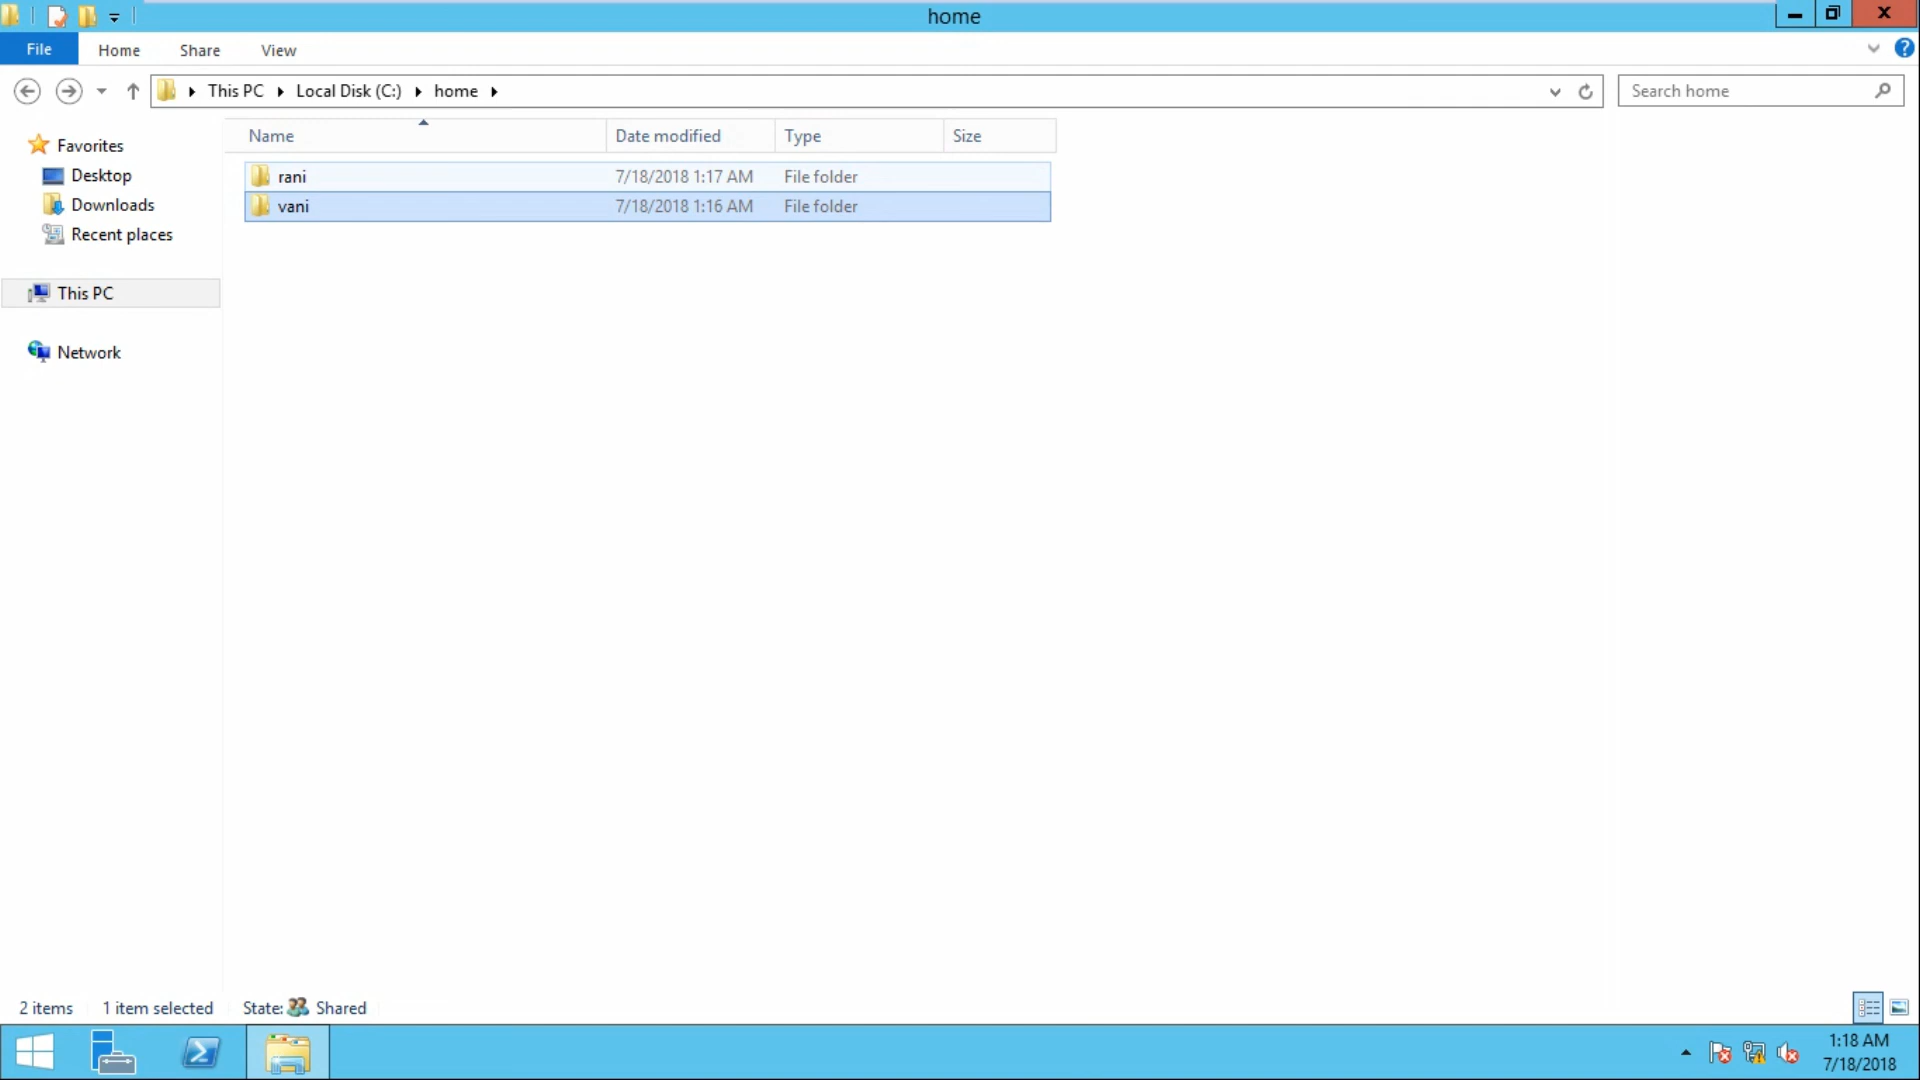 home
File Home Share View
This PC Local Disk (C:) home Search home
Name Date modified Type Size
Favorites
Desktop
Downloads
Recent places
This PC
Network
rani 7/18/2018 1:17 AM File folder
vani 7/18/2018 1:16 AM File folder
2 items 1 item selected State: Shared
1:18 AM
7/18/2018